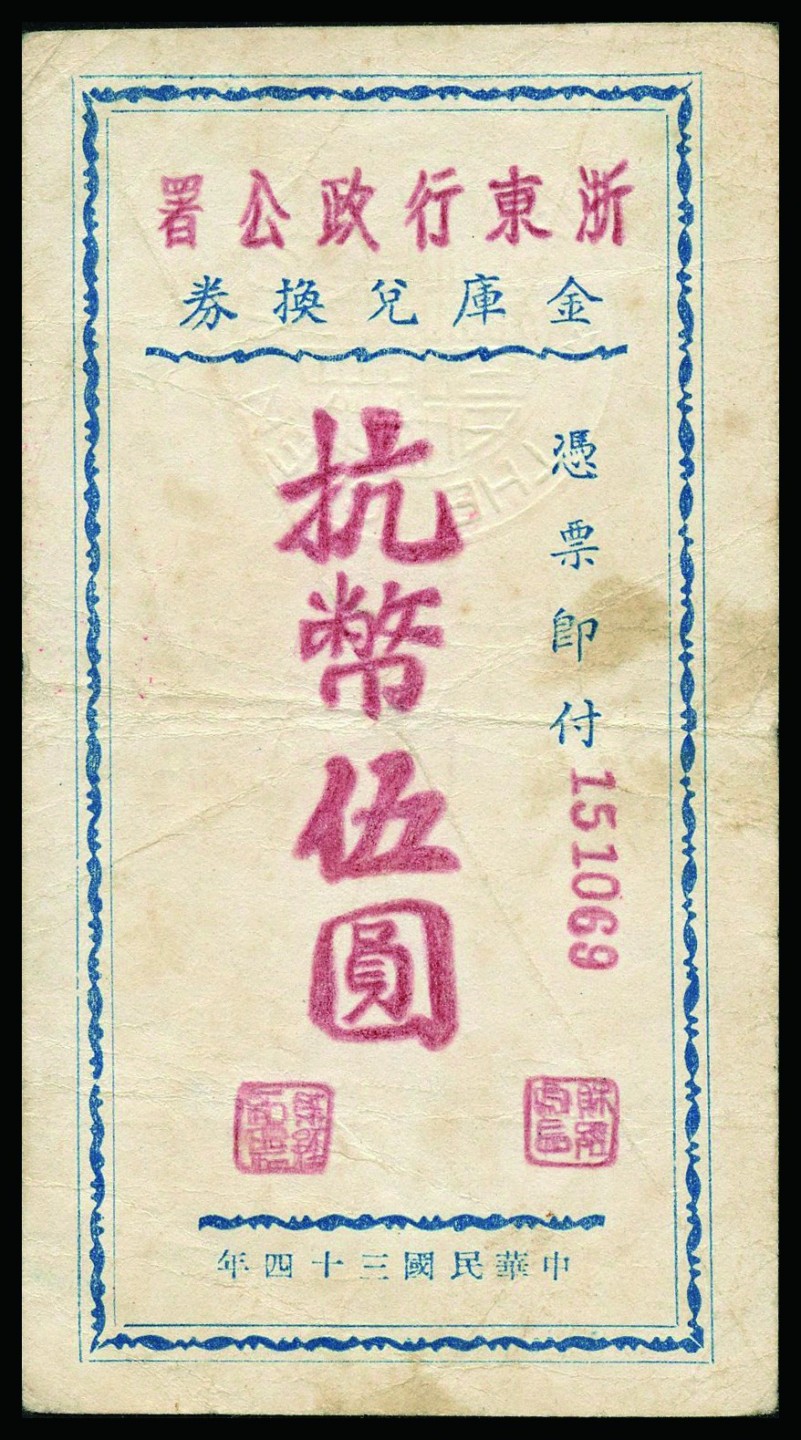 浙東行政公署
金庫兌換券
憑票即付
151069
抗幣伍圓
中華民國三十四年